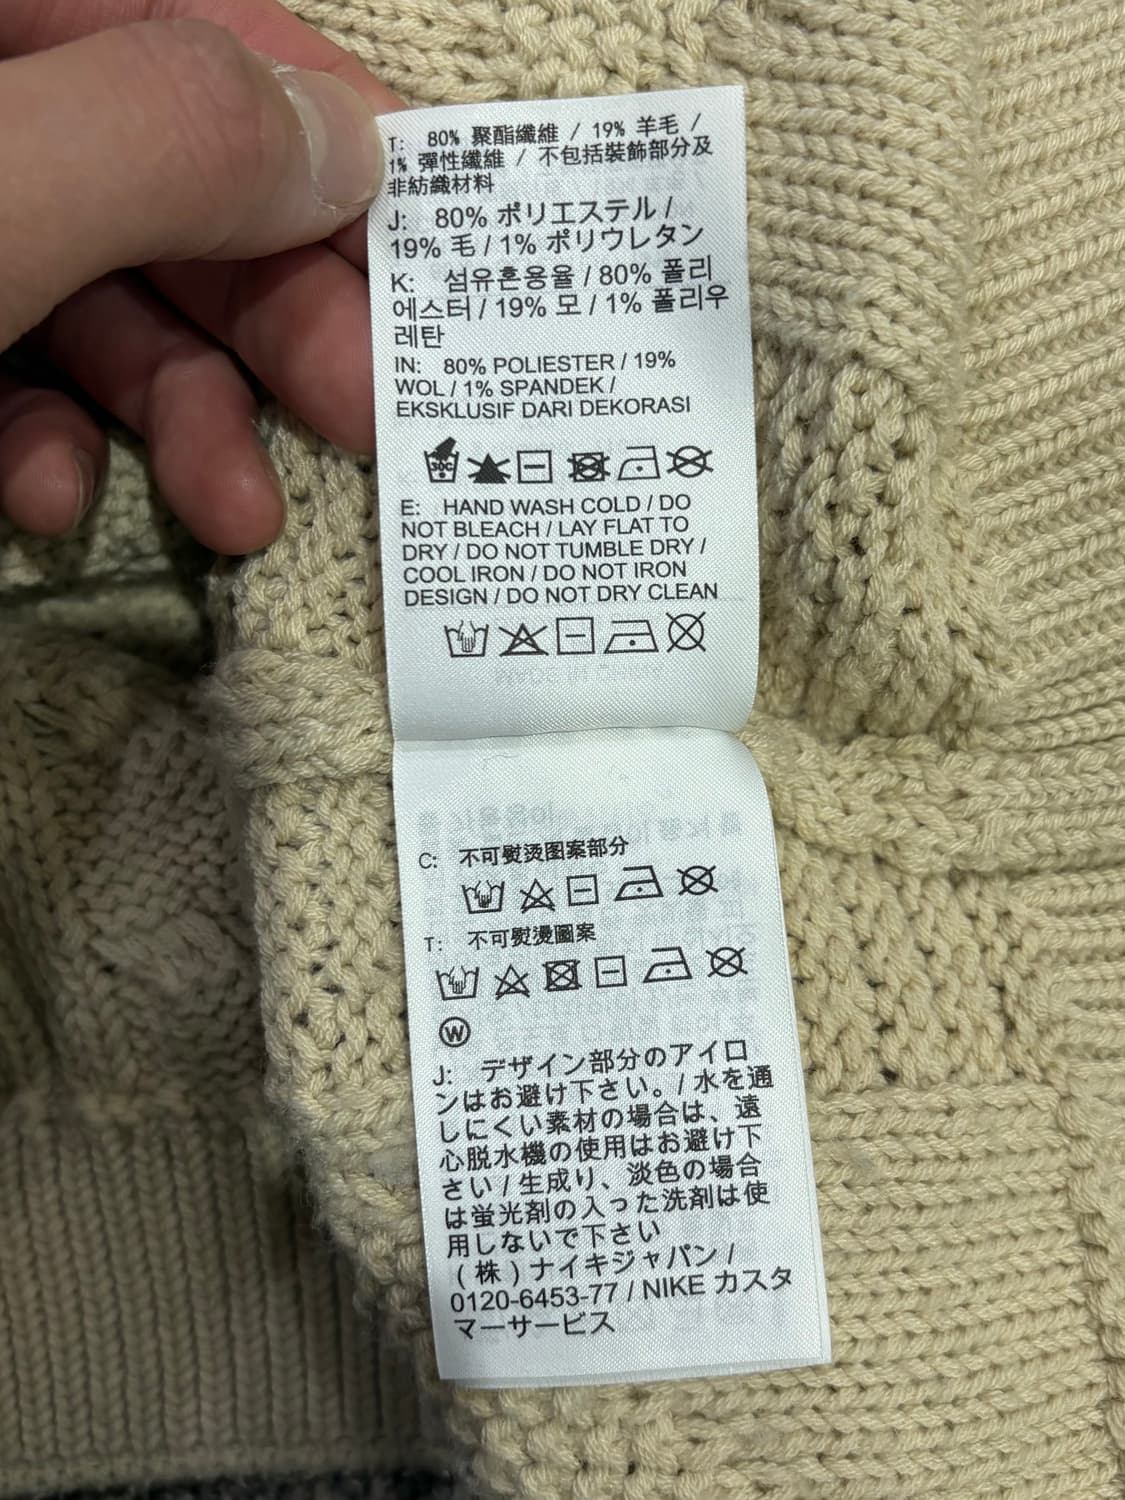 T: 80% 聚酯纖維 / 19% 羊毛 /
1% 彈性纖維 / 不包括裝飾部分及
非紡織材料
J: 80% ポリエステル /
19% 毛 / 1% ポリウレタン
K: 섬유혼용율 / 80% 폴리
에스터 / 19% 모 / 1% 폴리우
레탄
IN: 80% POLIESTER / 19%
WOL / 1% SPANDEK /
EKSKLUSIF DARI DEKORASI
30C
E: HAND WASH COLD / DO
NOT BLEACH / LAY FLAT TO
DRY / DO NOT TUMBLE DRY /
COOL IRON / DO NOT IRON
DESIGN / DO NOT DRY CLEAN
C: 不可熨烫图案部分
T: 不可熨燙圖案
W
J: デザイン部分のアイロ
ンはお避け下さい。/ 水を通
しにくい素材の場合は、遠
心脱水機の使用はお避け下
さい / 生成り、淡色の場合
は蛍光剤の入った洗剤は使
用しないで下さい
(株)ナイキジャパン /
0120-6453-77 / NIKE カスタ
マーサービス